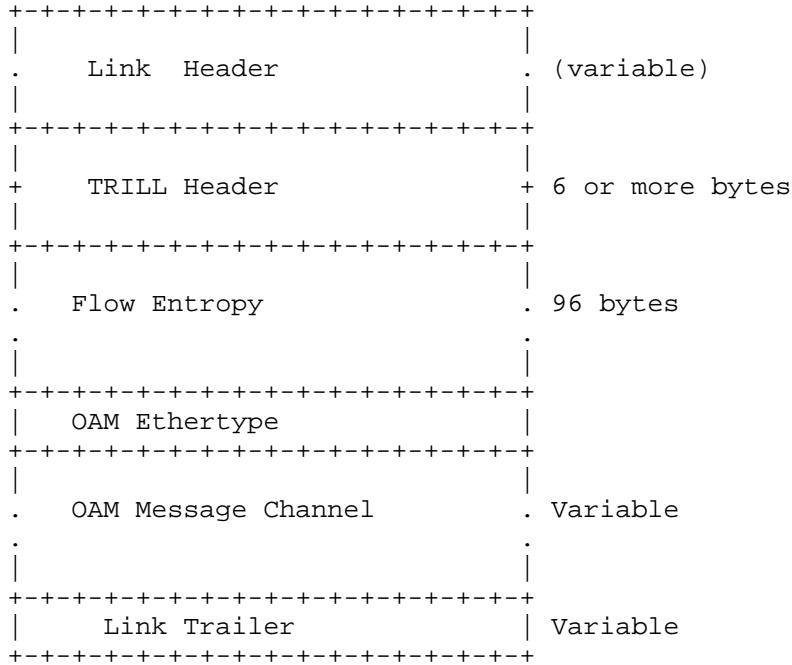 +-+-+-+-+-+-+-+-+-+-+-+-+-+-+-+-+
|                               |
.    Link  Header               . (variable)
|                               |
+-+-+-+-+-+-+-+-+-+-+-+-+-+-+-+-+
|                               |
+    TRILL Header               + 6 or more bytes
|                               |
+-+-+-+-+-+-+-+-+-+-+-+-+-+-+-+-+
|                               |
.   Flow Entropy                . 96 bytes
.                               .
|                               |
+-+-+-+-+-+-+-+-+-+-+-+-+-+-+-+-+
|   OAM Ethertype               |
+-+-+-+-+-+-+-+-+-+-+-+-+-+-+-+-+
|                               |
.   OAM Message Channel         . Variable
.                               .
|                               |
+-+-+-+-+-+-+-+-+-+-+-+-+-+-+-+-+
|     Link Trailer              | Variable
+-+-+-+-+-+-+-+-+-+-+-+-+-+-+-+-+